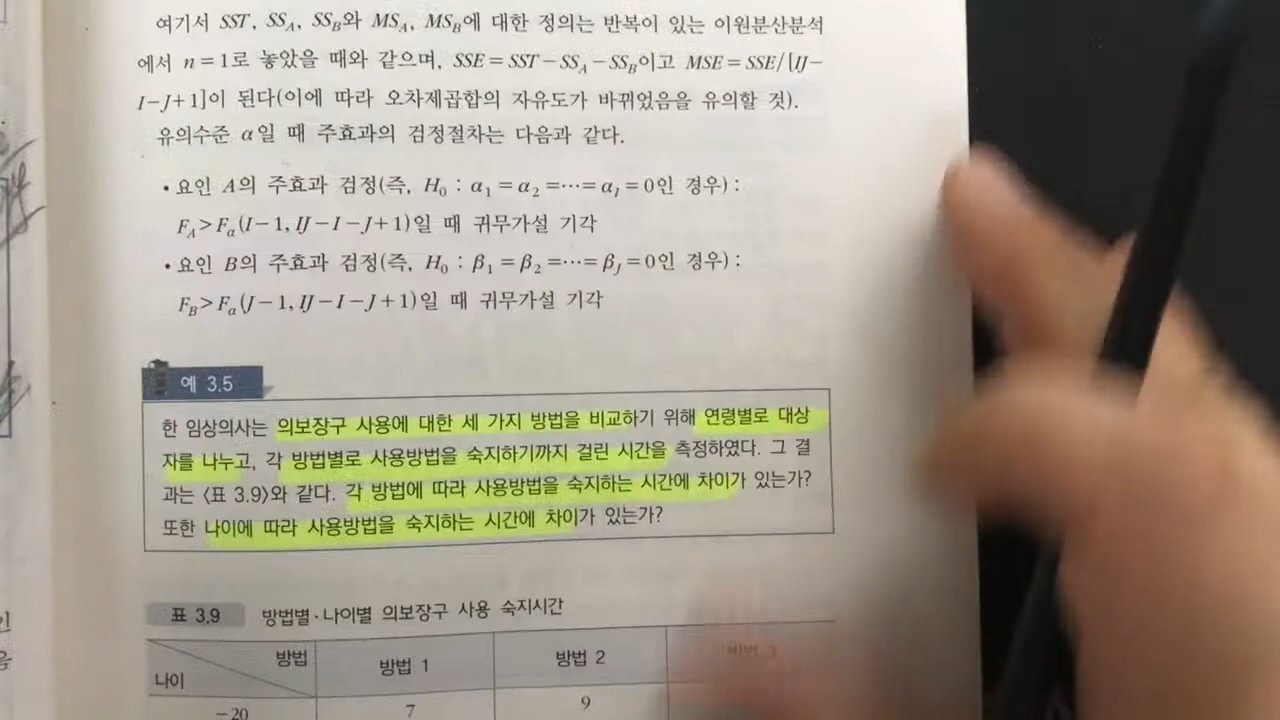 여기서 SST, SS_A, SS_B와 MS_A, MS_B에 대한 정의는 반복이 있는 이원분산분석
에서 n=1로 놓았을 때와 같으며, SSE=SST-SS_A-SS_B이고 MSE=SSE/[IJ-
I-J+1]이 된다(이에 따라 오차제곱합의 자유도가 바뀌었음을 유의할 것).
유의수준 α일 때 주효과의 검정절차는 다음과 같다.
• 요인 A의 주효과 검정(즉, H₀ : α₁=α₂=⋯=α_I=0인 경우) :
F_A>F_α(I-1, IJ-I-J+1)일 때 귀무가설 기각
• 요인 B의 주효과 검정(즉, H₀ : β₁=β₂=⋯=β_J=0인 경우) :
F_B>F_α(J-1, IJ-I-J+1)일 때 귀무가설 기각
예 3.5
한 임상의사는 의보장구 사용에 대한 세 가지 방법을 비교하기 위해 연령별로 대상
자를 나누고, 각 방법별로 사용방법을 숙지하기까지 걸린 시간을 측정하였다. 그 결
과는 〈표 3.9〉와 같다. 각 방법에 따라 사용방법을 숙지하는 시간에 차이가 있는가?
또한 나이에 따라 사용방법을 숙지하는 시간에 차이가 있는가?
표 3.9 방법별·나이별 의보장구 사용 숙지시간
방법 방법 1 방법 2 방법 3
나이
-20 7 9